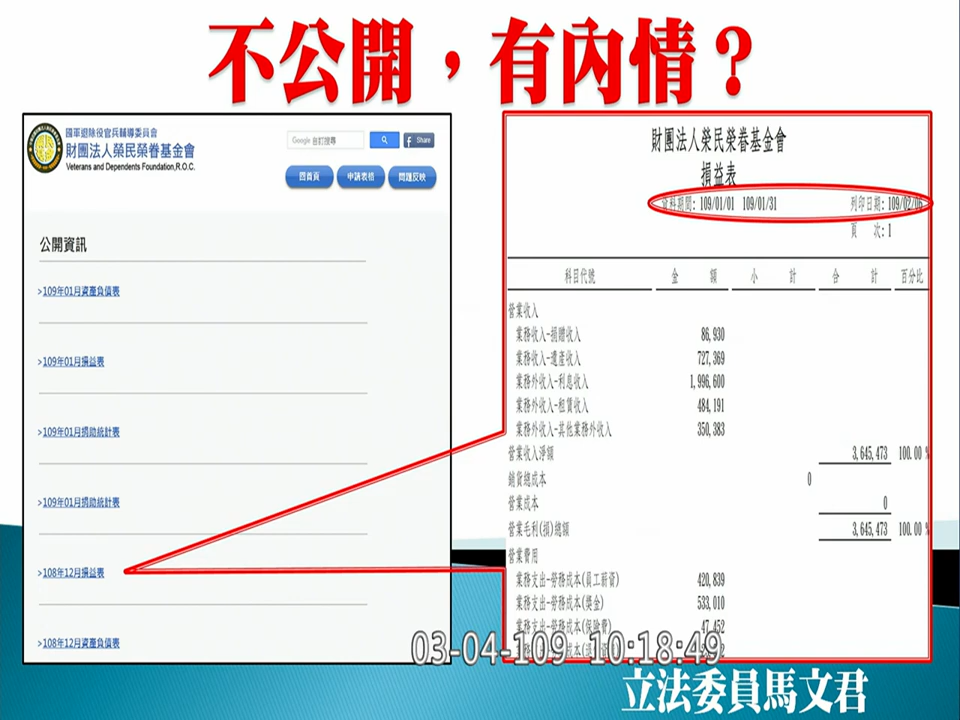 不公開，有內情？
國軍退除役官兵輔導委員會
財團法人榮民榮眷基金會
Veterans and Dependents Foundation,R.O.C.
Google 自訂搜尋
Share
回首頁
申請表格
問題反映
公開資訊
>109年01月資產負債表
>109年01月損益表
>109年01月捐助統計表
>109年01月捐助統計表
>108年12月損益表
>108年12月資產負債表
財團法人榮民榮眷基金會
損益表
資料期間: 109/01/01 109/01/31 列印日期: 109/02/06
頁 次: 1
科目代號 金 額 小 計 合 計 百分比
營業收入
業務收入-捐贈收入 86,930
業務收入-遺產收入 727,369
業務外收入-利息收入 1,996,600
業務外收入-租賃收入 484,191
業務外收入-其他業務外收入 350,383
營業收入淨額 3,645,473 100.00 %
銷貨總成本 0
營業成本 0
營業毛利(損)總額 3,645,473 100.00 %
營業費用
業務支出-勞務成本(員工薪資) 420,839
業務支出-勞務成本(獎金) 533,010
業務支出-勞務成本(保險費) 47,452
03-04-109 10:18:49
立法委員馬文君